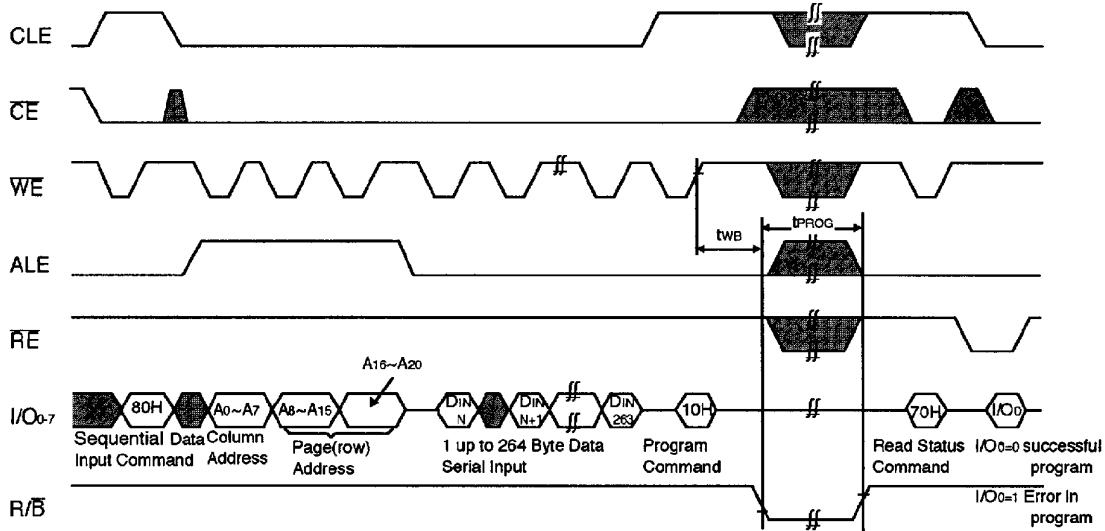 CLE
CE
WE
tWB
tPROG
ALE
RE
A16~A20
I/O0-7
80H
A0~A7
A8~A15
DIN N
DIN N+1
DIN 263
10H
70H
I/O0
Sequential Data
Input Command
Column
Address
Page(row)
Address
1 up to 264 Byte Data
Serial Input
Program
Command
Read Status
Command
I/O0=0 successful
program
I/O0=1 Error in
program
R/B